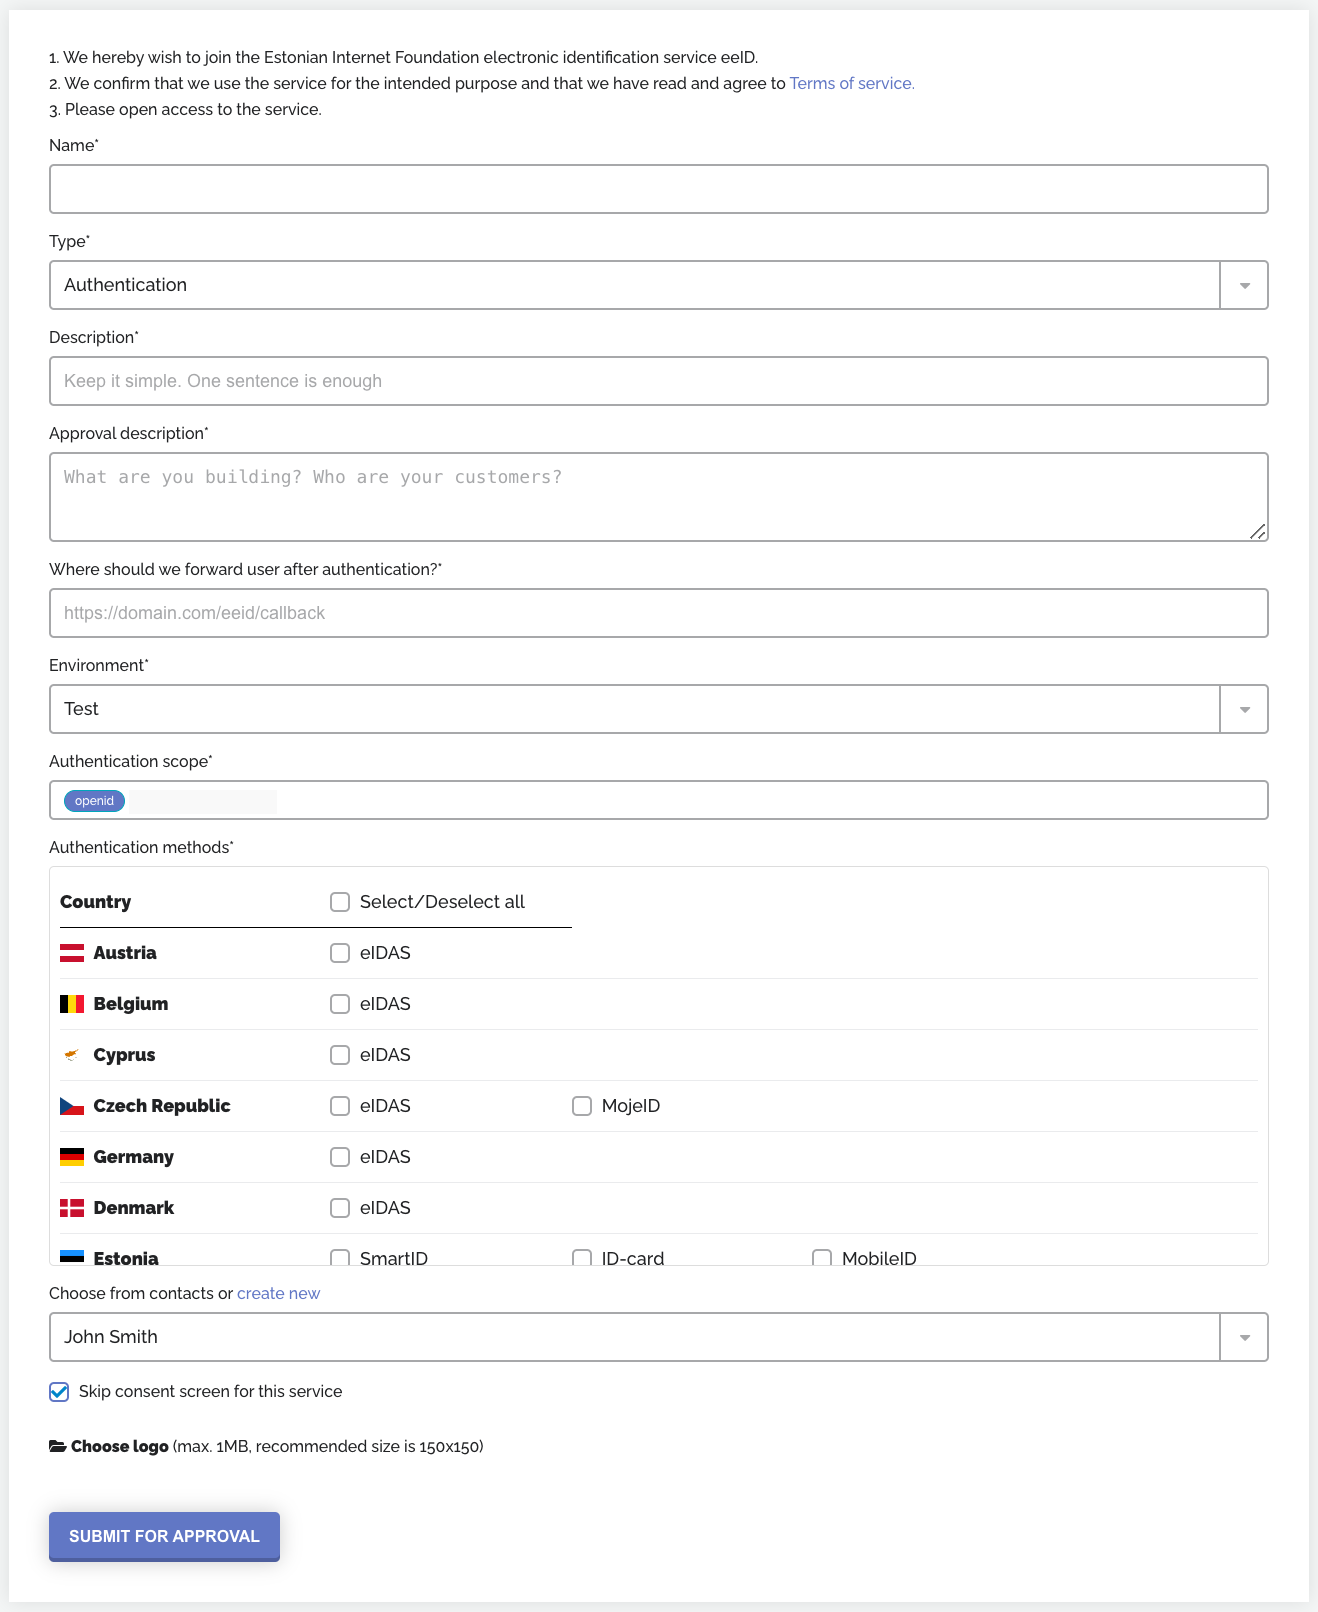 1. We hereby wish to join the Estonian Internet Foundation electronic identification service eeID.
2. We confirm that we use the service for the intended purpose and that we have read and agree to Terms of service.
3. Please open access to the service.
Name*
Type*
Authentication
Description*
Keep it simple. One sentence is enough
Approval description*
What are you building? Who are your customers?
Where should we forward user after authentication?*
https://domain.com/eeid/callback
Environment*
Test
Authentication scope*
openid
Authentication methods*
Country Select/Deselect all
Austria eIDAS
Belgium eIDAS
Cyprus eIDAS
Czech Republic eIDAS MojeID
Germany eIDAS
Denmark eIDAS
Estonia SmartID ID-card MobileID
Choose from contacts or create new
John Smith
Skip consent screen for this service
Choose logo (max. 1MB, recommended size is 150x150)
SUBMIT FOR APPROVAL